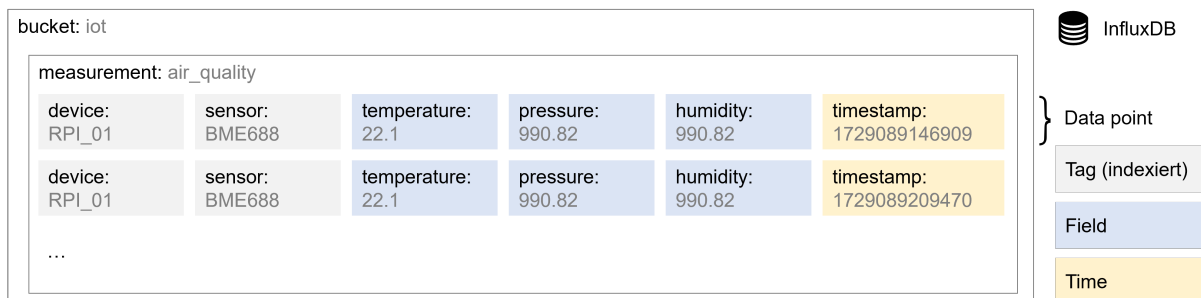 bucket: iot
InfluxDB
measurement: air_quality
device: sensor: temperature: pressure: humidity: timestamp:
RPI_01 BME688 22.1 990.82 990.82 1729089146909
Data point
device: sensor: temperature: pressure: humidity: timestamp:
RPI_01 BME688 22.1 990.82 990.82 1729089209470
...
Tag (indexiert)
Field
Time